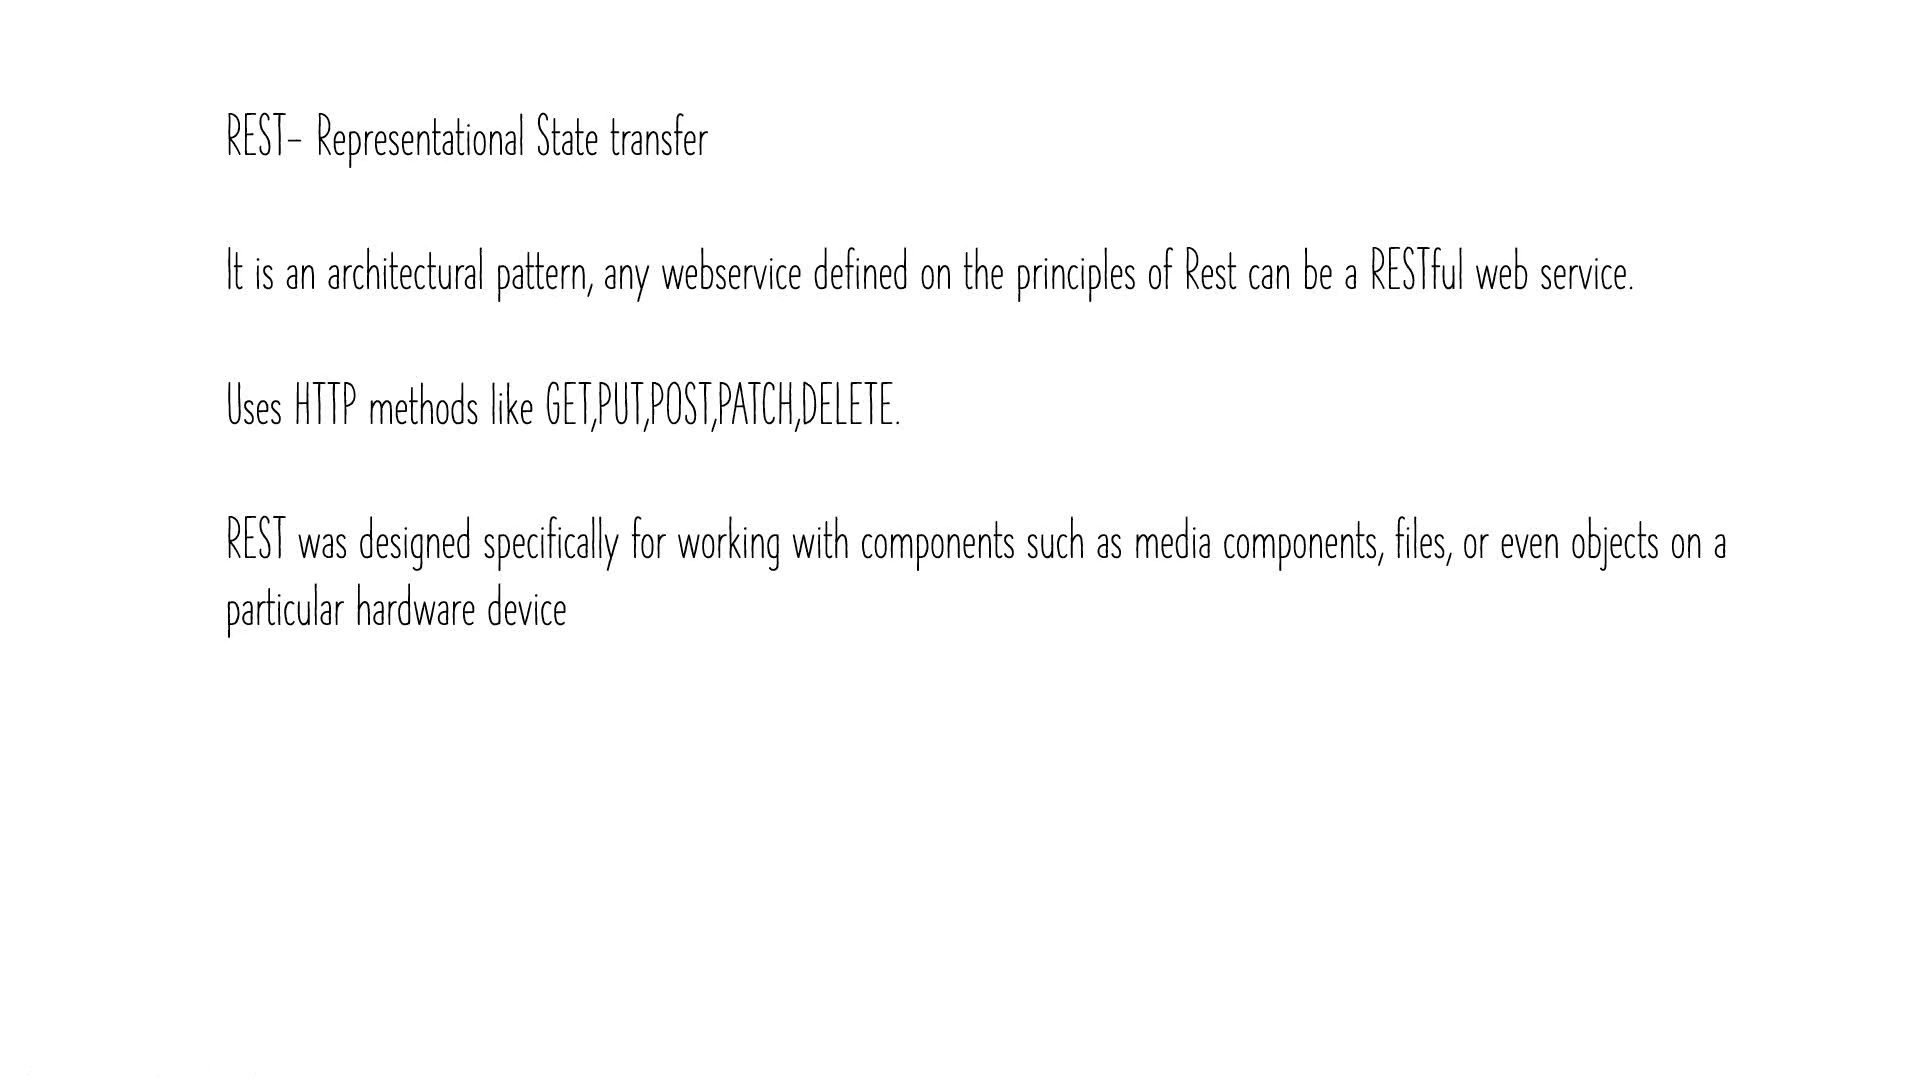 REST- Representational State transfer
It is an architectural pattern, any webservice defined on the principles of Rest can be a RESTful web service.
Uses HTTP methods like GET,PUT,POST,PATCH,DELETE.
REST was designed specifically for working with components such as media components, files, or even objects on a
particular hardware device